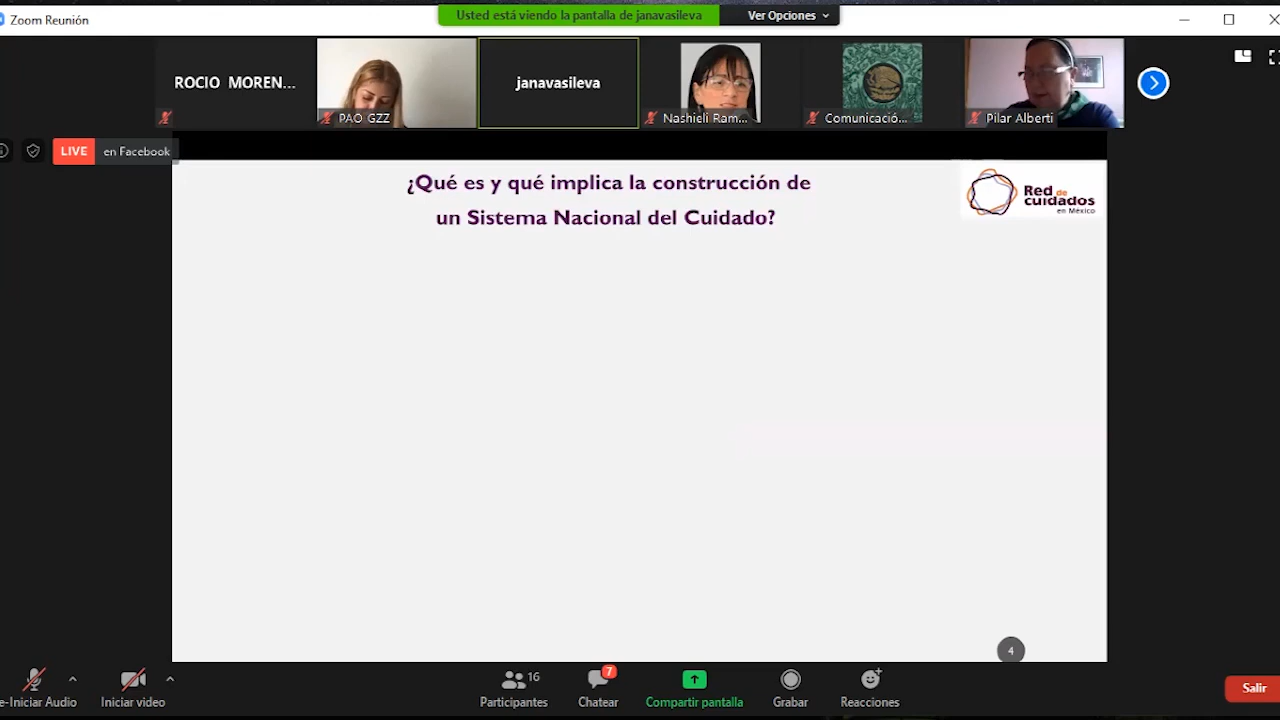 Zoom Reunión
Usted está viendo la pantalla de janavasileva
Ver Opciones
ROCIO MOREN...
PAO GZZ
janavasileva
Nashieli Ram...
Comunicació...
Pilar Alberti
LIVE
en Facebook
¿Qué es y qué implica la construcción de
un Sistema Nacional del Cuidado?
Red de
cuidados
en México
4
e-Iniciar Audio
Iniciar video
16
Participantes
7
Chatear
Compartir pantalla
Grabar
Reacciones
Salir